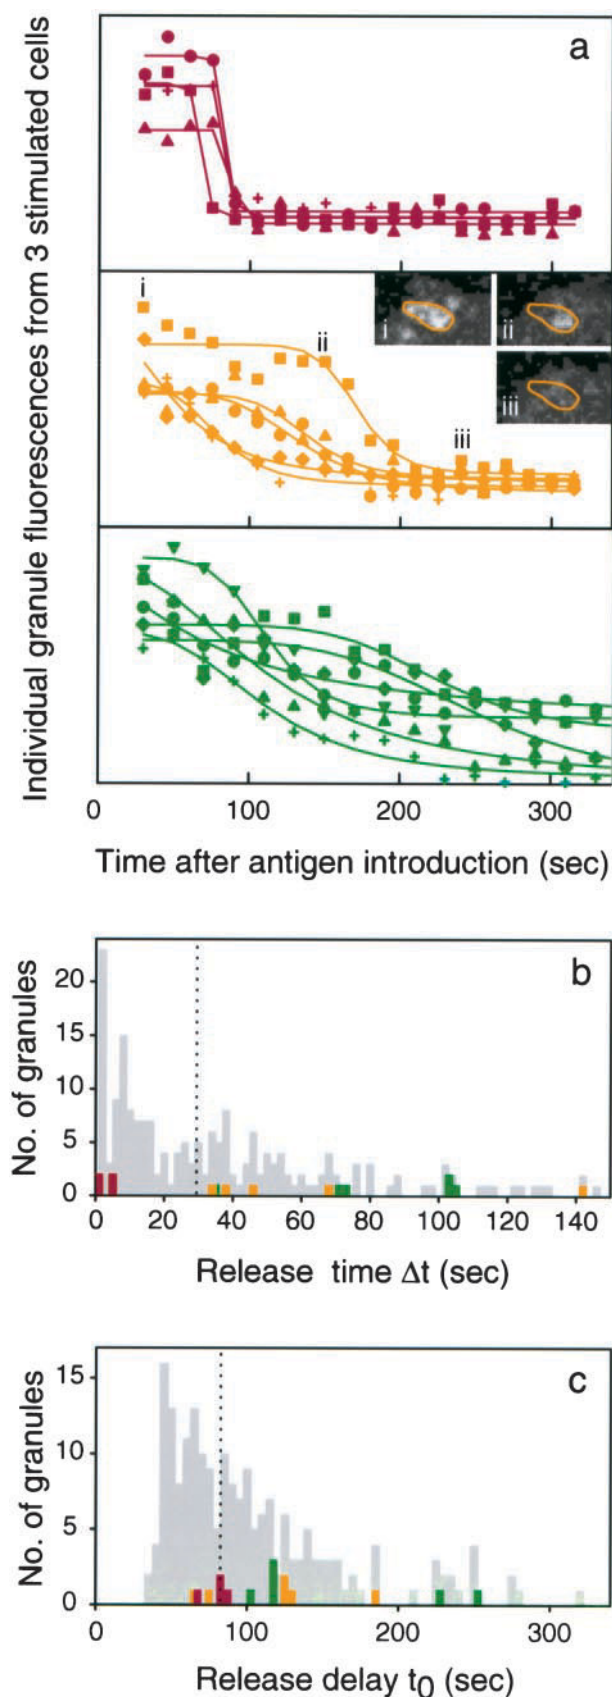 Individual granule fluorescences from 3 stimulated cells
a
i
ii
iii
i
ii
iii
0 100 200 300
Time after antigen introduction (sec)
b
No. of granules
20
15
10
5
0
0 20 40 60 80 100 120 140
Release time Δt (sec)
c
No. of granules
15
10
5
0
0 100 200 300
Release delay t₀ (sec)